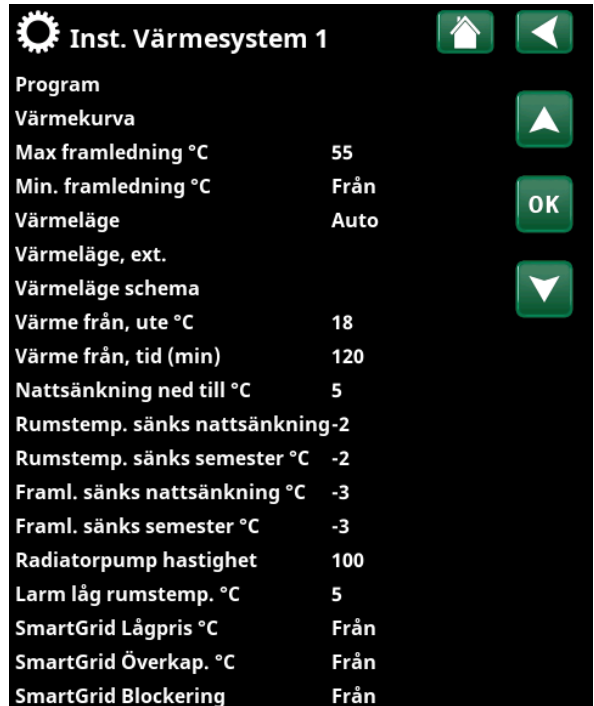 Inst. Värmesystem 1
Program
Värmekurva
Max framledning °C 55
Min. framledning °C Från
Värmeläge Auto
OK
Värmeläge, ext.
Värmeläge schema
Värme från, ute °C 18
Värme från, tid (min) 120
Nattsänkning ned till °C 5
Rumstemp. sänks nattsänkning -2
Rumstemp. sänks semester °C -2
Framl. sänks nattsänkning °C -3
Framl. sänks semester °C -3
Radiatorpump hastighet 100
Larm låg rumstemp. °C 5
SmartGrid Lågpris °C Från
SmartGrid Överkap. °C Från
SmartGrid Blockering Från